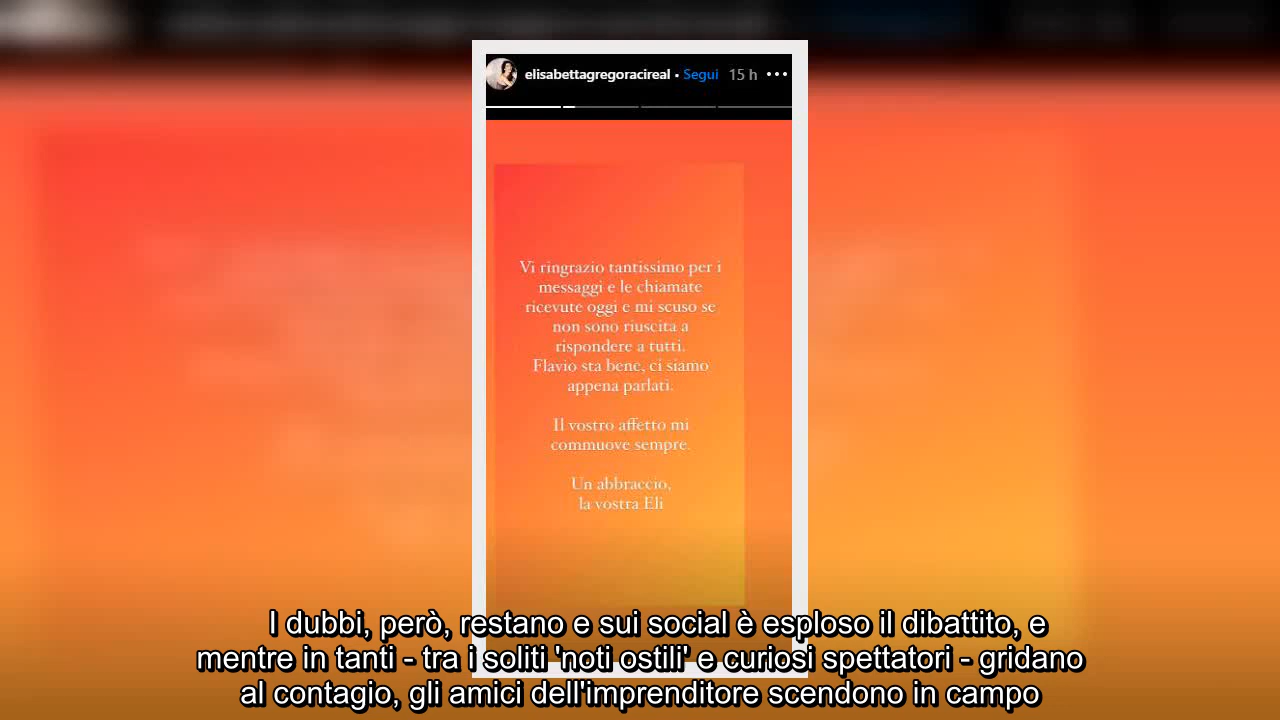 elisabettagregoracireal • Segui 15 h •••
Vi ringrazio tantissimo per i
messaggi e le chiamate
ricevute oggi e mi scuso se
non sono riuscita a
rispondere a tutti.
Flavio sta bene, ci siamo
appena parlati.
Il vostro affetto mi
commuove sempre.
Un abbraccio,
la vostra Eli
I dubbi, però, restano e sui social è esploso il dibattito, e
mentre in tanti - tra i soliti 'noti ostili' e curiosi spettatori - gridano
al contagio, gli amici dell'imprenditore scendono in campo